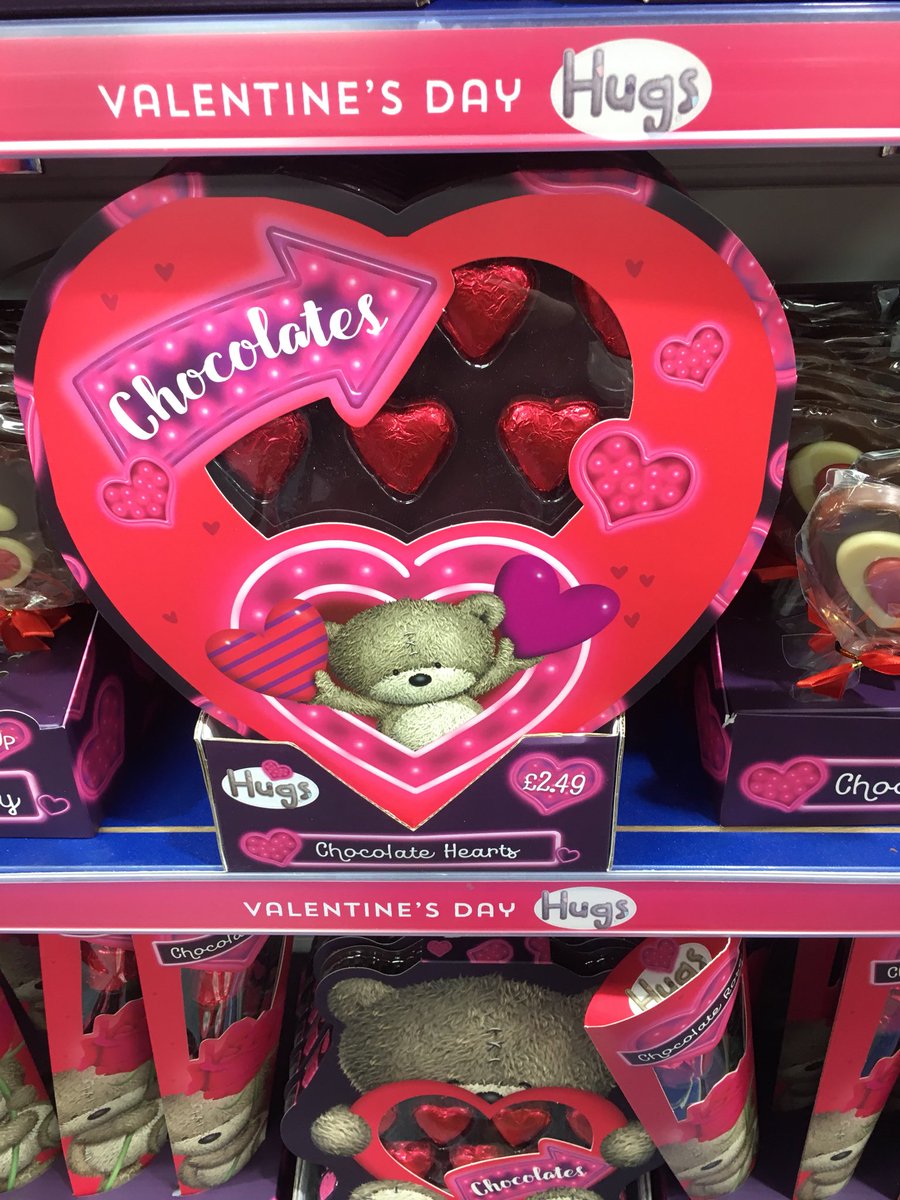 VALENTINE'S DAY Hugs
Chocolates
Hugs
£2.49
Chocolate Hearts
VALENTINE'S DAY Hugs
Hugs
Chocolates